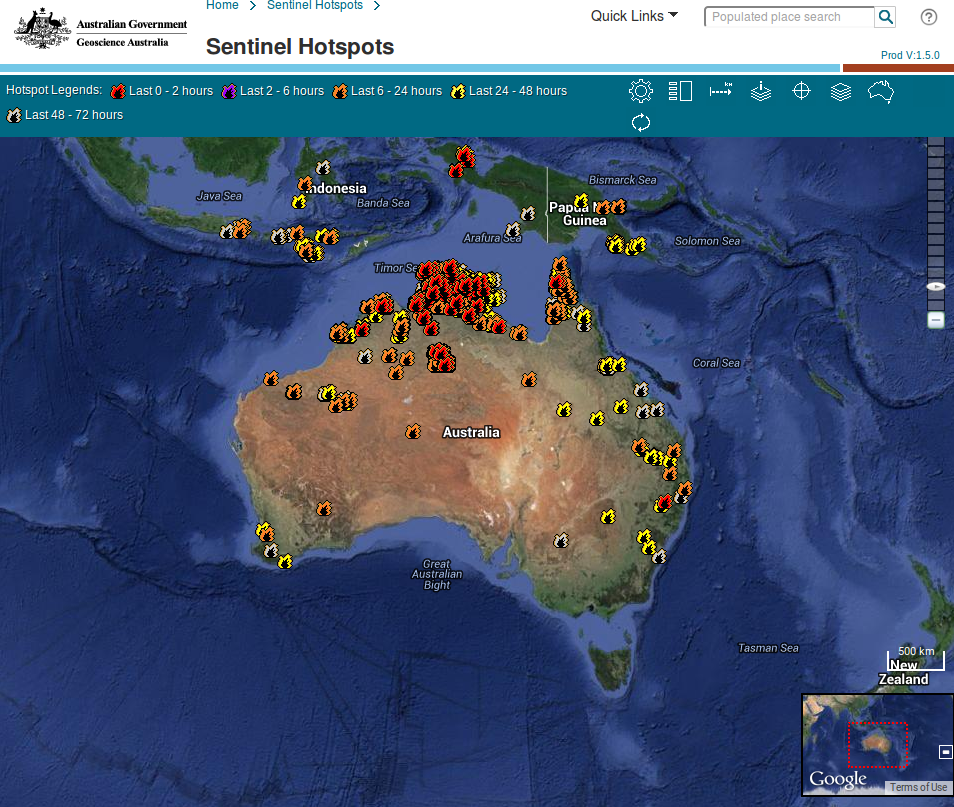 Australian Government
Geoscience Australia
Home
Sentinel Hotspots
Sentinel Hotspots
Quick Links
Populated place search
?
Prod V:1.5.0
Hotspot Legends:
Last 0 - 2 hours
Last 2 - 6 hours
Last 6 - 24 hours
Last 24 - 48 hours
KM
Last 48 - 72 hours
Java Sea
Indonesia
Banda Sea
Bismarck Sea
Papua
Guinea
Arafura Sea
Solomon Sea
Timor Se
Coral Sea
Australia
Great
Australian
Bight
Tasman Sea
500 km
New
Zealand
Google
Terms of Use